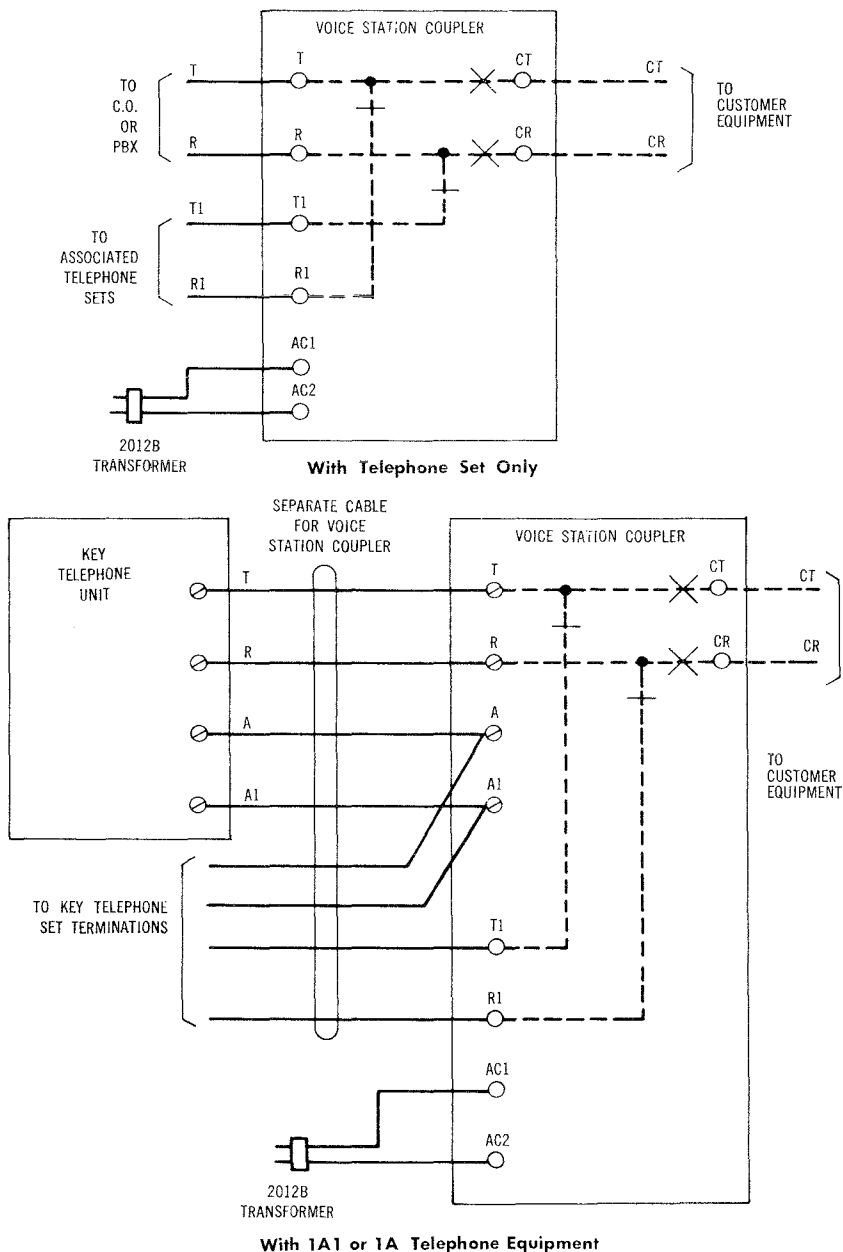 VOICE STATION COUPLER
T
T
CT
CT
TO
C.O.
OR
PBX
TO
CUSTOMER
EQUIPMENT
R
R
CR
CR
T1
T1
TO
ASSOCIATED
TELEPHONE
SETS
R1
R1
AC1
AC2
2012B
TRANSFORMER
With Telephone Set Only
SEPARATE CABLE
FOR VOICE
STATION COUPLER
KEY
TELEPHONE
UNIT
VOICE STATION COUPLER
T
T
CT
CT
R
R
CR
CR
A
A
TO
CUSTOMER
EQUIPMENT
A1
A1
TO KEY TELEPHONE
SET TERMINATIONS
T1
R1
AC1
AC2
2012B
TRANSFORMER
With 1A1 or 1A Telephone Equipment